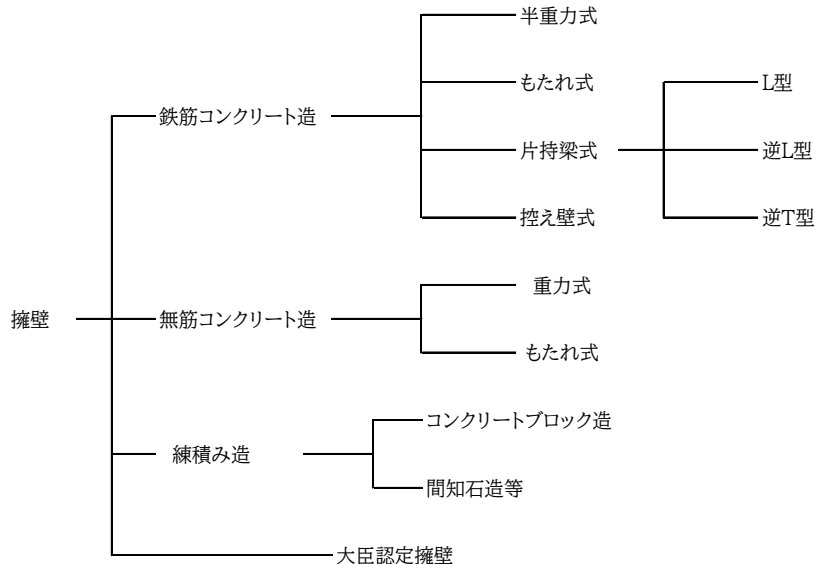 半重力式
もたれ式
L型
鉄筋コンクリート造
片持梁式
逆L型
控え壁式
逆T型
重力式
擁壁
無筋コンクリート造
もたれ式
コンクリートブロック造
練積み造
間知石造等
大臣認定擁壁